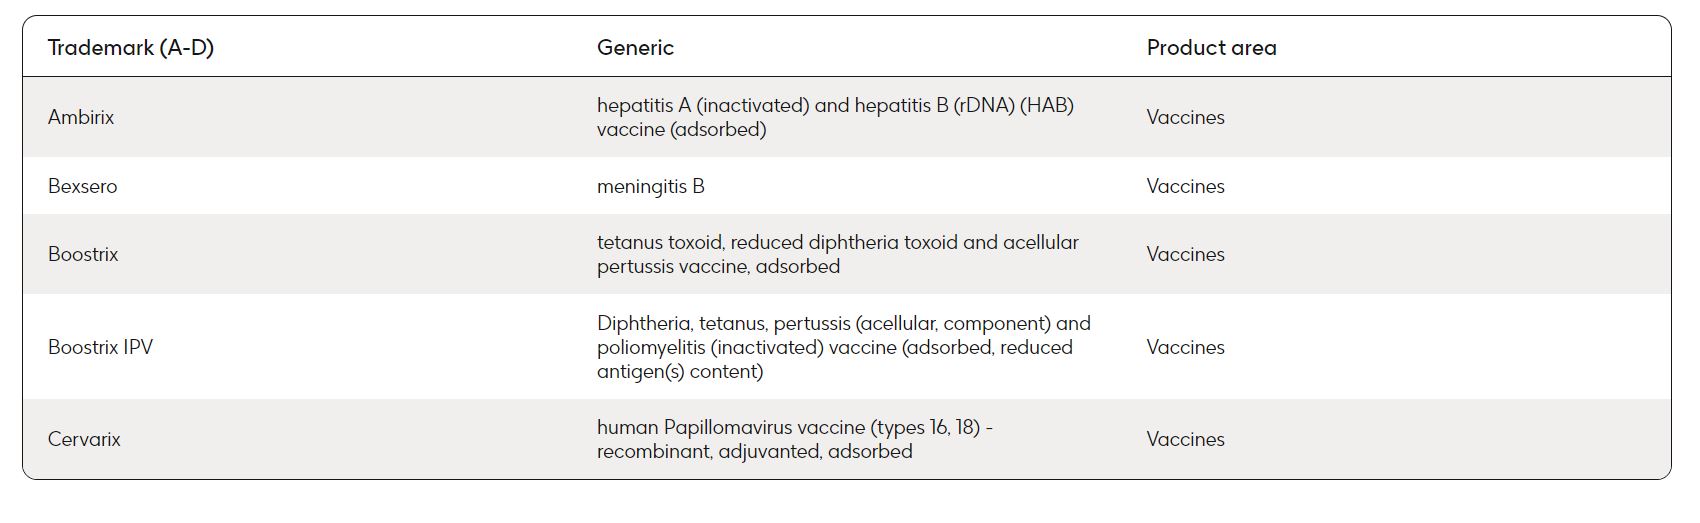 Trademark (A-D) Generic Product area
Ambirix
hepatitis A (inactivated) and hepatitis B (rDNA) (HAB)
vaccine (adsorbed)
Vaccines
Bexsero meningitis B Vaccines
Boostrix
tetanus toxoid, reduced diphtheria toxoid and acellular
pertussis vaccine, adsorbed
Vaccines
Boostrix IPV
Diphtheria, tetanus, pertussis (acellular, component) and
poliomyelitis (inactivated) vaccine (adsorbed, reduced
antigen(s) content)
Vaccines
Cervarix
human Papillomavirus vaccine (types 16, 18) -
recombinant, adjuvanted, adsorbed
Vaccines